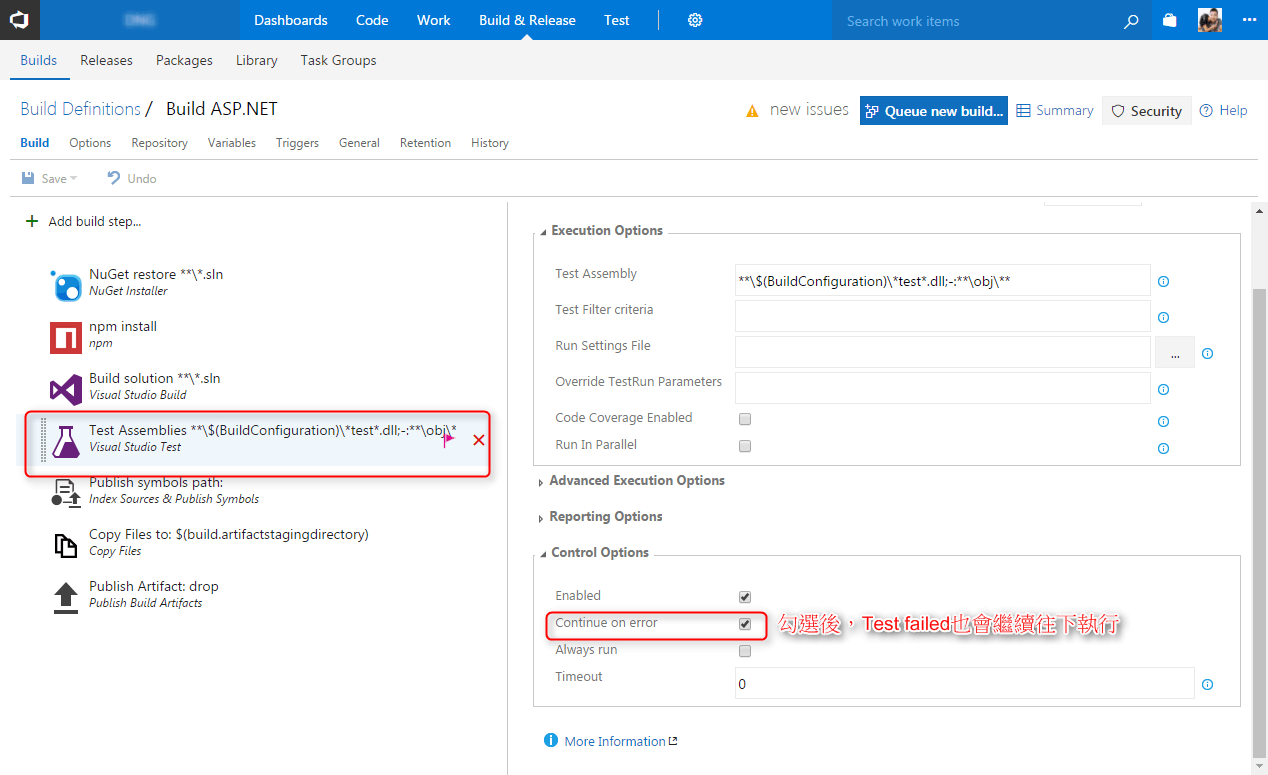 DNG
Dashboards Code Work Build & Release Test
Search work items
Builds Releases Packages Library Task Groups
Build Definitions / Build ASP.NET
new issues Queue new build... Summary Security Help
Build Options Repository Variables Triggers General Retention History
Save Undo
Add build step...
NuGet restore **\*.sln
NuGet Installer
npm install
npm
Build solution **\*.sln
Visual Studio Build
Test Assemblies **\$(BuildConfiguration)\*test*.dll;-:**\obj\*
Visual Studio Test
Publish symbols path:
Index Sources & Publish Symbols
Copy Files to: $(build.artifactstagingdirectory)
Copy Files
Publish Artifact: drop
Publish Build Artifacts
Execution Options
Test Assembly **\$(BuildConfiguration)\*test*.dll;-:**\obj\**
Test Filter criteria
Run Settings File ...
Override TestRun Parameters
Code Coverage Enabled
Run In Parallel
Advanced Execution Options
Reporting Options
Control Options
Enabled
Continue on error 勾選後，Test failed也會繼續往下執行
Always run
Timeout 0
More Information